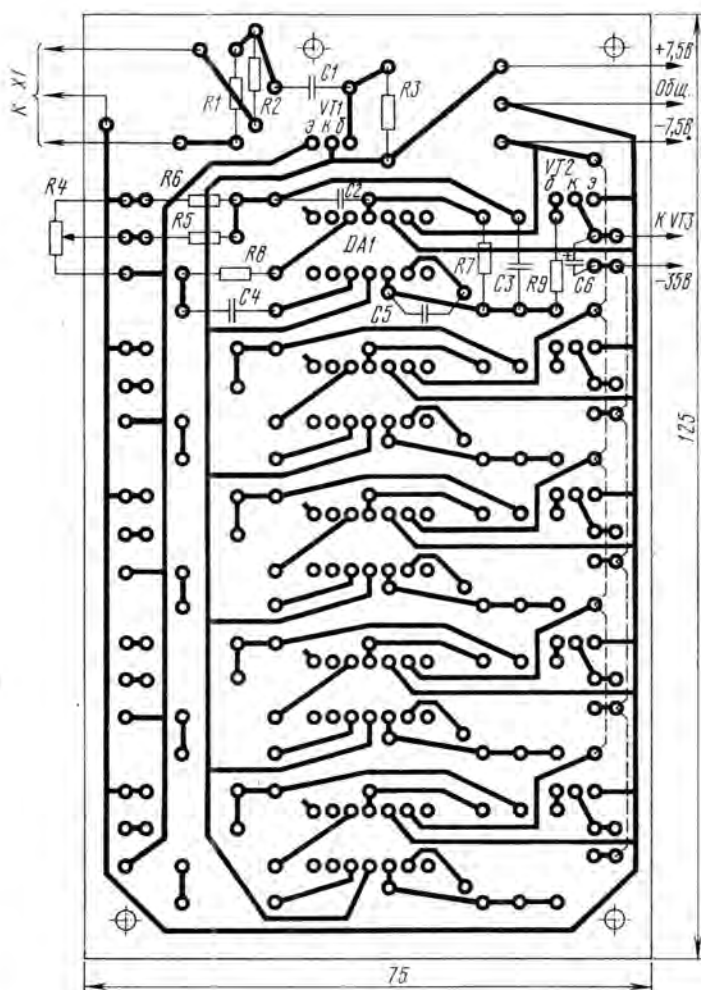 К X1
+7,5В
Общ.
−7,5В
R1
R2
C1
VT1
э к б
R3
R4
R6
R5
R8
C4
C2
DA1
C5
R7
C3
R9
VT2
б к э
+
C6
К VT3
−35В
125
75